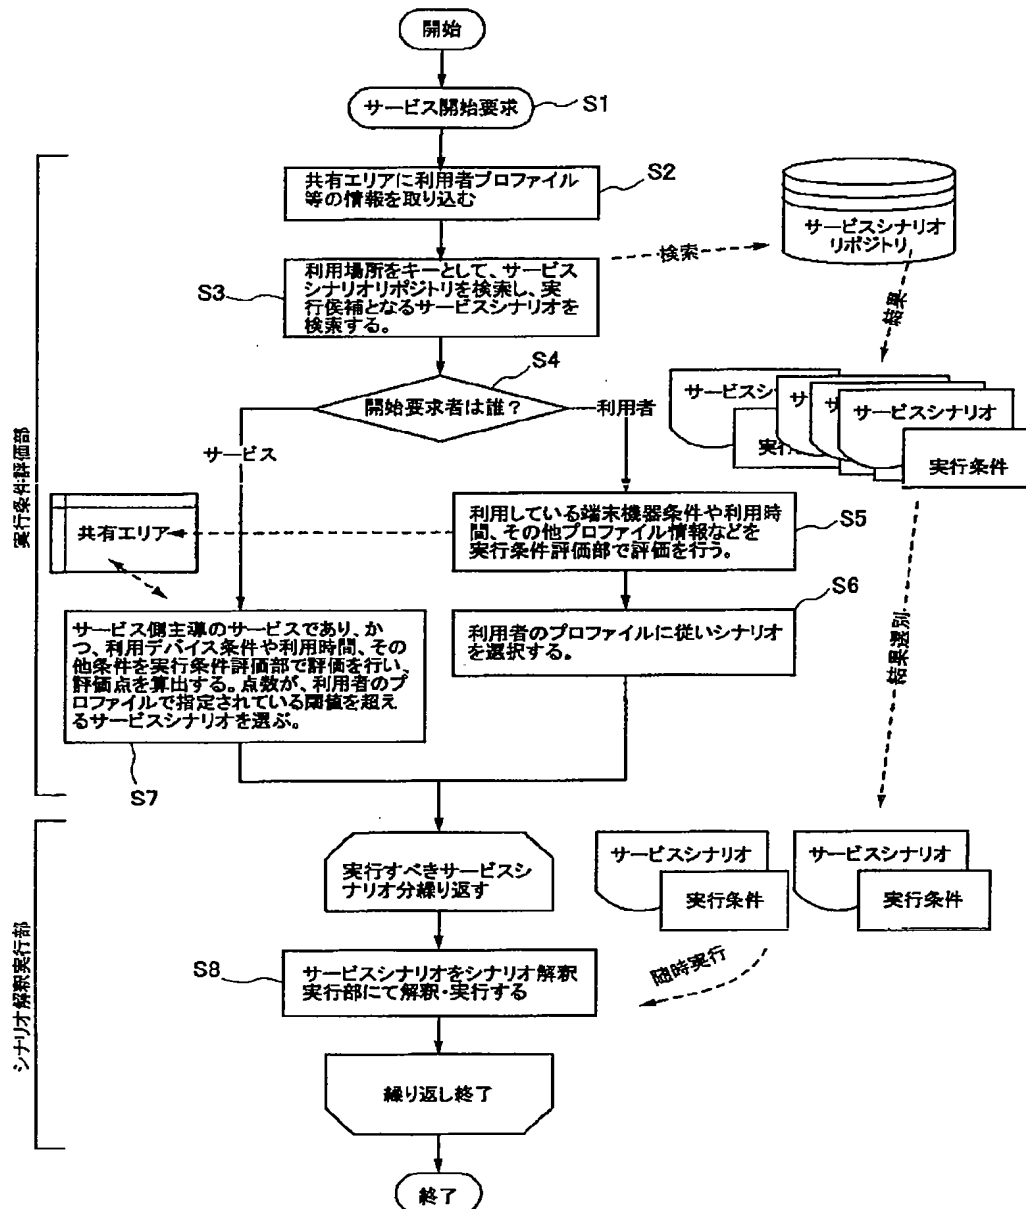 開始
サービス開始要求
S1
共有エリアに利用者プロファイル
等の情報を取り込む
S2
サービスシナリオ
リポジトリ
検索
利用場所をキーとして、サービス
シナリオリポジトリを検索し、実
行候補となるサービスシナリオを
検索する。
S3
結果
S4
開始要求者は誰?
利用者
サービス
サービスシナ
サー
サー
サービスシナリオ
実行
実行条件
実行条件評価部
共有エリア
利用している端末機器条件や利用時
間、その他プロファイル情報などを
実行条件評価部で評価を行う。
S5
S6
利用者のプロファイルに従いシナリオ
を選択する。
結果選別
サービス側主導のサービスであり、か
つ、利用デバイス条件や利用時間、その
他条件を実行条件評価部で評価を行い、
評価点を算出する。点数が、利用者のプ
ロファイルで指定されている閾値を超え
るサービスシナリオを選ぶ。
S7
シナリオ解釈実行部
実行すべきサービスシ
ナリオ分繰り返す
サービスシナリオ
実行条件
サービスシナリオ
実行条件
随時実行
S8
サービスシナリオをシナリオ解釈
実行部にて解釈・実行する
繰り返し終了
終了